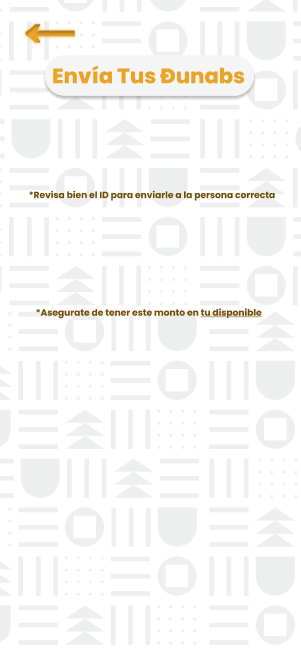 Envía Tus Đunabs
*Revisa bien el ID para enviarle a la persona correcta
*Asegurate de tener este monto en tu disponible